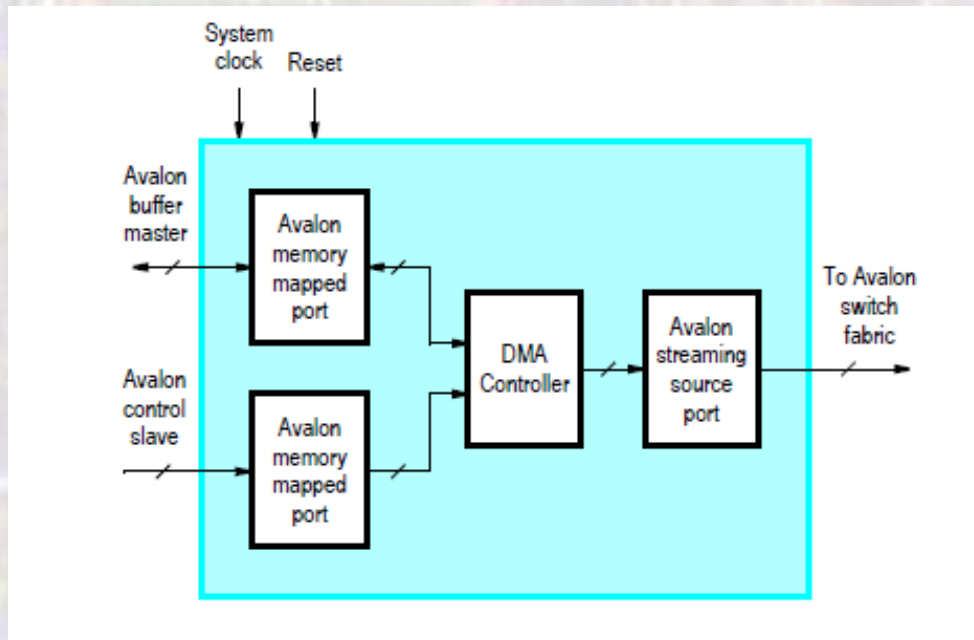 System
clock
Reset
Avalon
buffer
master
Avalon
memory
mapped
port
To Avalon
switch
fabric
DMA
Controller
Avalon
streaming
source
port
Avalon
control
slave
Avalon
memory
mapped
port